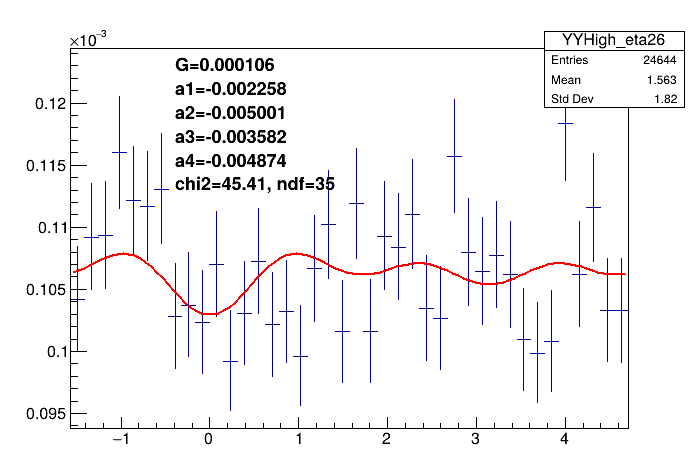 ×10⁻³
YYHigh_eta26
Entries 24644
Mean 1.563
Std Dev 1.82
G=0.000106
a1=-0.002258
a2=-0.005001
a3=-0.003582
a4=-0.004874
chi2=45.41, ndf=35
0.12
0.115
0.11
0.105
0.1
0.095
−1 0 1 2 3 4